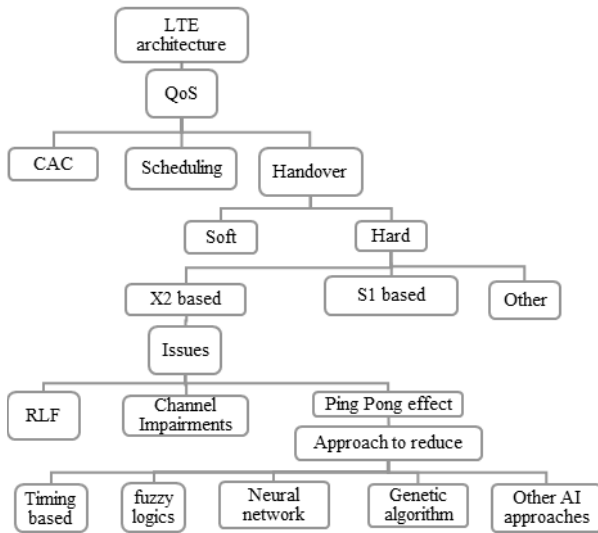 LTE
architecture
QoS
CAC
Scheduling
Handover
Soft
Hard
X2 based
S1 based
Other
Issues
RLF
Channel
Impairments
Ping Pong effect
Approach to reduce
Timing
based
fuzzy
logics
Neural
network
Genetic
algorithm
Other AI
approaches